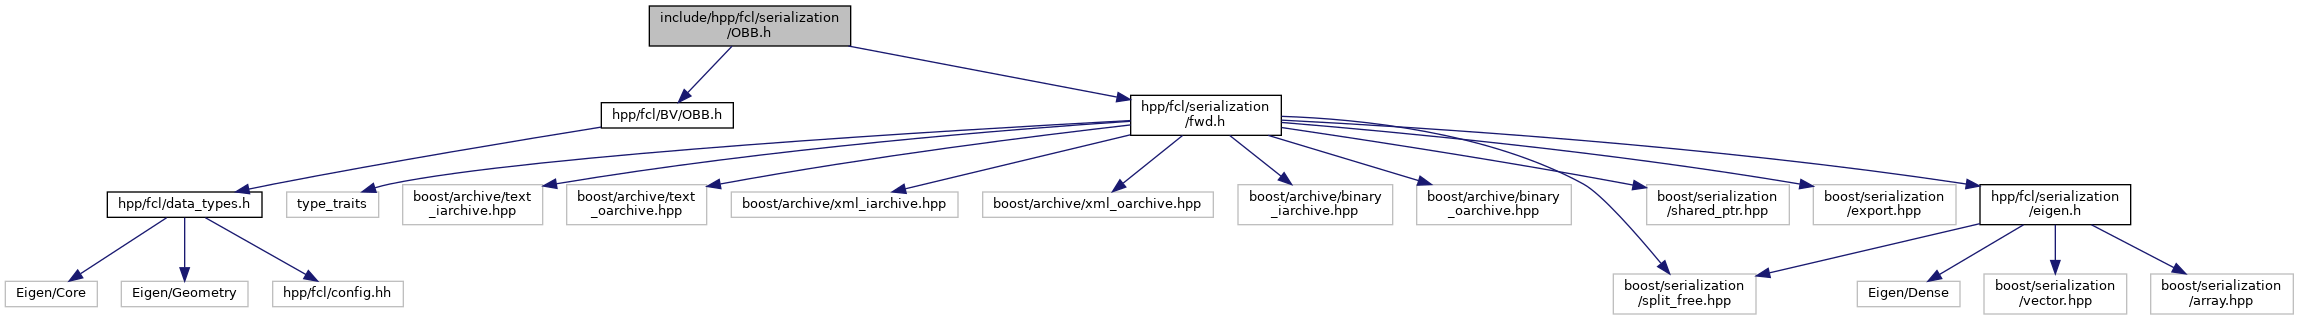 include/hpp/fcl/serialization
/OBB.h
hpp/fcl/BV/OBB.h
hpp/fcl/serialization
/fwd.h
hpp/fcl/data_types.h
type_traits
boost/archive/text
_iarchive.hpp
boost/archive/text
_oarchive.hpp
boost/archive/xml_iarchive.hpp
boost/archive/xml_oarchive.hpp
boost/archive/binary
_iarchive.hpp
boost/archive/binary
_oarchive.hpp
boost/serialization
/shared_ptr.hpp
boost/serialization
/export.hpp
hpp/fcl/serialization
/eigen.h
Eigen/Core
Eigen/Geometry
hpp/fcl/config.hh
boost/serialization
/split_free.hpp
Eigen/Dense
boost/serialization
/vector.hpp
boost/serialization
/array.hpp